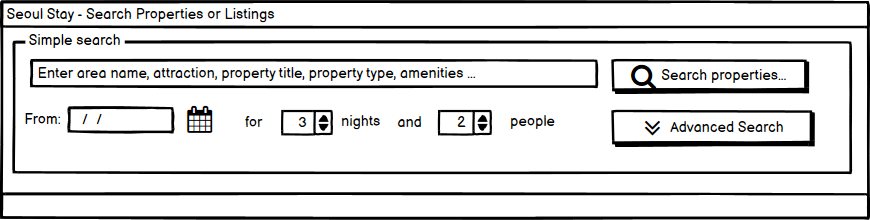 Seoul Stay - Search Properties or Listings
Simple search
Enter area name, attraction, property title, property type, amenities ...
Search properties...
From: / / for 3 nights and 2 people
Advanced Search